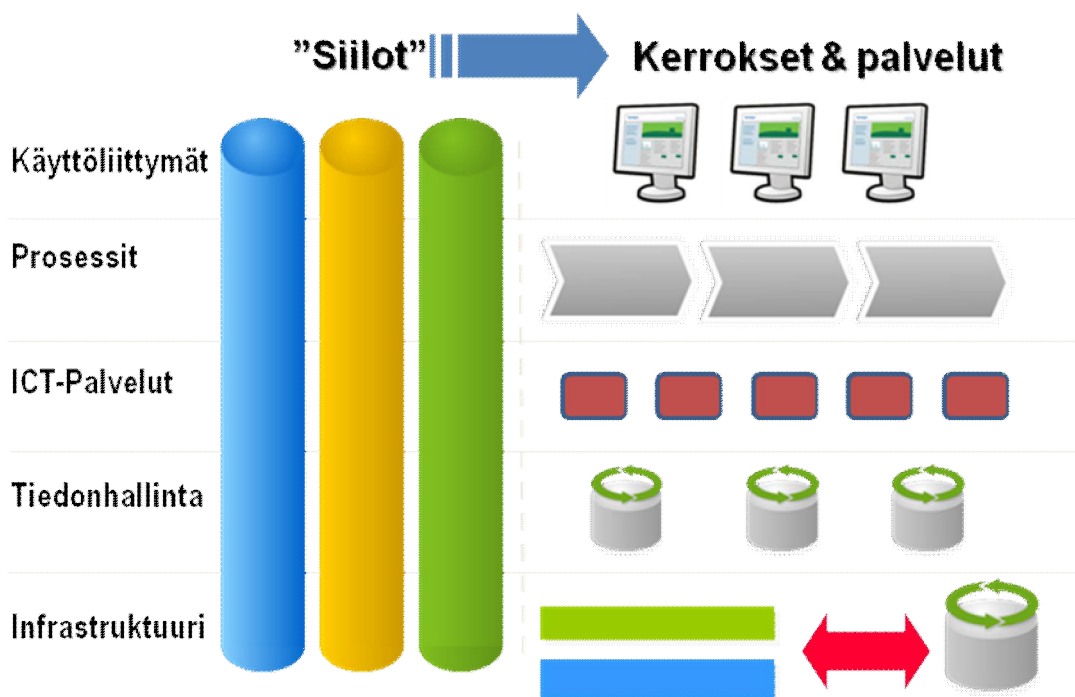 ”Siilot”
Kerrokset & palvelut
Käyttöliittymät
Prosessit
ICT-Palvelut
Tiedonhallinta
Infrastruktuuri